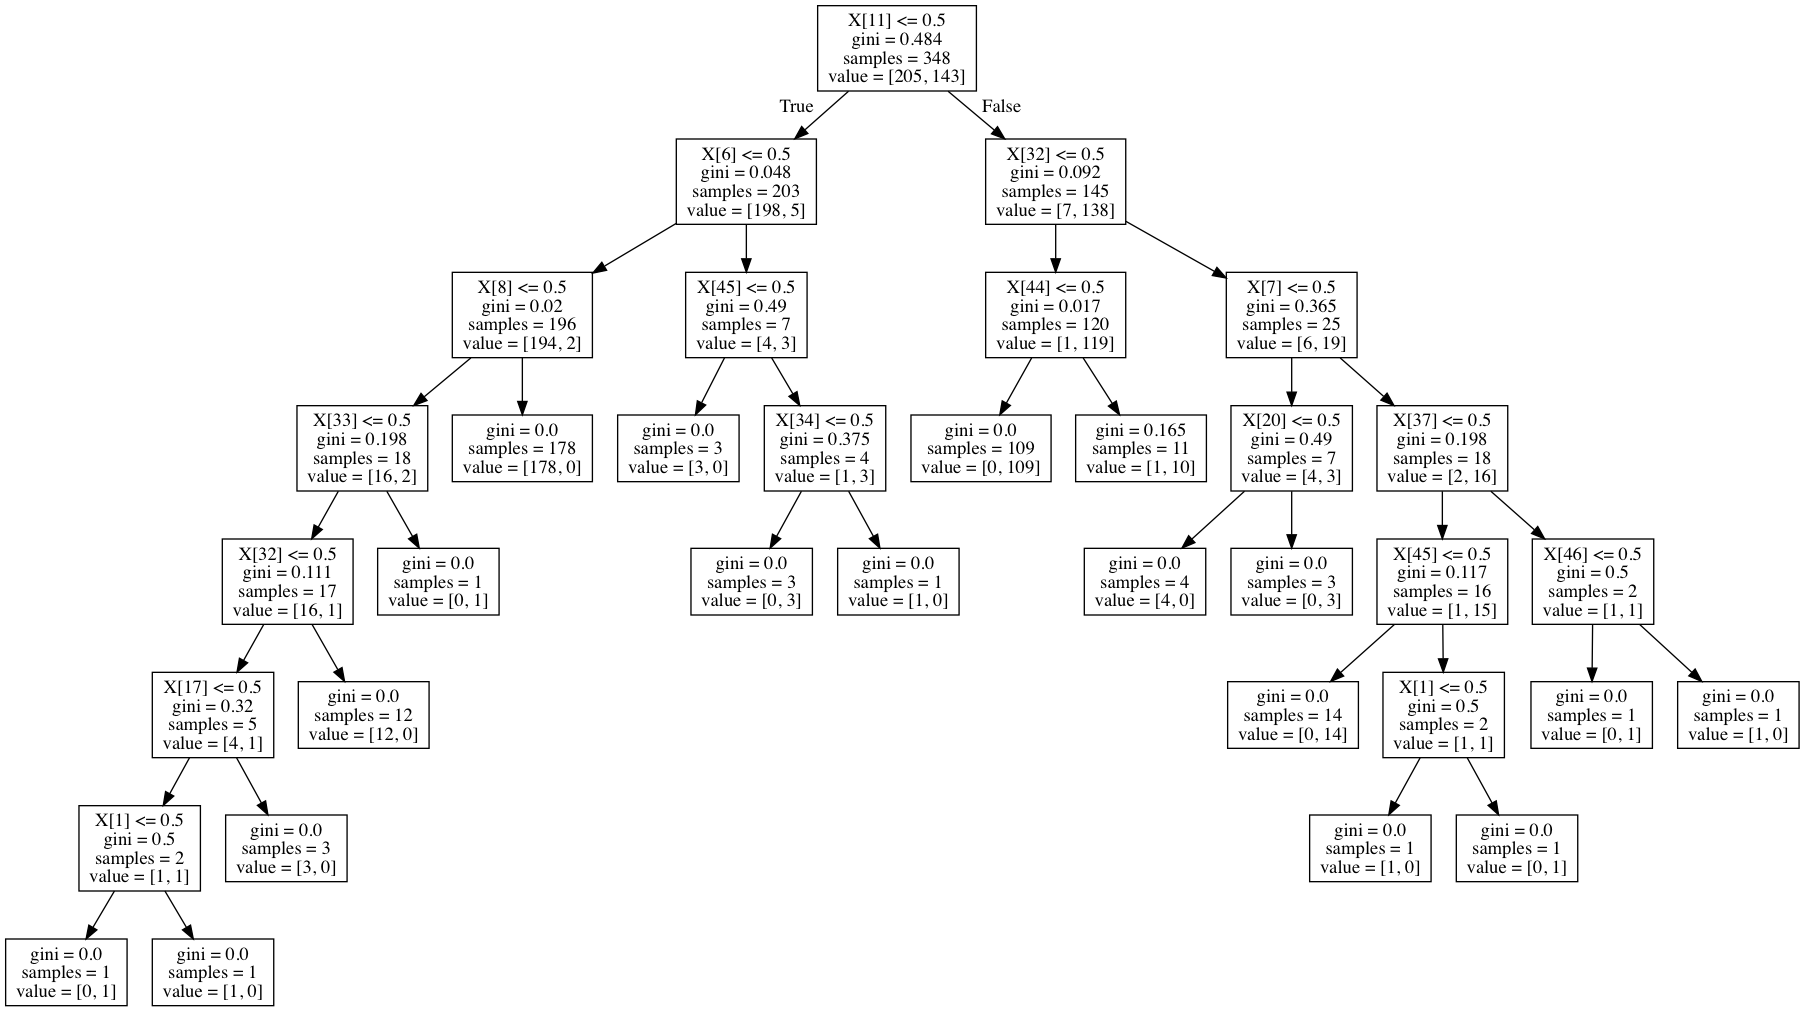 X[11] <= 0.5
gini = 0.484
samples = 348
value = [205, 143]
True
False
X[6] <= 0.5
gini = 0.048
samples = 203
value = [198, 5]
X[32] <= 0.5
gini = 0.092
samples = 145
value = [7, 138]
X[8] <= 0.5
gini = 0.02
samples = 196
value = [194, 2]
X[45] <= 0.5
gini = 0.49
samples = 7
value = [4, 3]
X[44] <= 0.5
gini = 0.017
samples = 120
value = [1, 119]
X[7] <= 0.5
gini = 0.365
samples = 25
value = [6, 19]
X[33] <= 0.5
gini = 0.198
samples = 18
value = [16, 2]
gini = 0.0
samples = 178
value = [178, 0]
gini = 0.0
samples = 3
value = [3, 0]
X[34] <= 0.5
gini = 0.375
samples = 4
value = [1, 3]
gini = 0.0
samples = 109
value = [0, 109]
gini = 0.165
samples = 11
value = [1, 10]
X[20] <= 0.5
gini = 0.49
samples = 7
value = [4, 3]
X[37] <= 0.5
gini = 0.198
samples = 18
value = [2, 16]
X[32] <= 0.5
gini = 0.111
samples = 17
value = [16, 1]
gini = 0.0
samples = 1
value = [0, 1]
gini = 0.0
samples = 3
value = [0, 3]
gini = 0.0
samples = 1
value = [1, 0]
gini = 0.0
samples = 4
value = [4, 0]
gini = 0.0
samples = 3
value = [0, 3]
X[45] <= 0.5
gini = 0.117
samples = 16
value = [1, 15]
X[46] <= 0.5
gini = 0.5
samples = 2
value = [1, 1]
X[17] <= 0.5
gini = 0.32
samples = 5
value = [4, 1]
gini = 0.0
samples = 12
value = [12, 0]
gini = 0.0
samples = 14
value = [0, 14]
X[1] <= 0.5
gini = 0.5
samples = 2
value = [1, 1]
gini = 0.0
samples = 1
value = [0, 1]
gini = 0.0
samples = 1
value = [1, 0]
X[1] <= 0.5
gini = 0.5
samples = 2
value = [1, 1]
gini = 0.0
samples = 3
value = [3, 0]
gini = 0.0
samples = 1
value = [1, 0]
gini = 0.0
samples = 1
value = [0, 1]
gini = 0.0
samples = 1
value = [0, 1]
gini = 0.0
samples = 1
value = [1, 0]